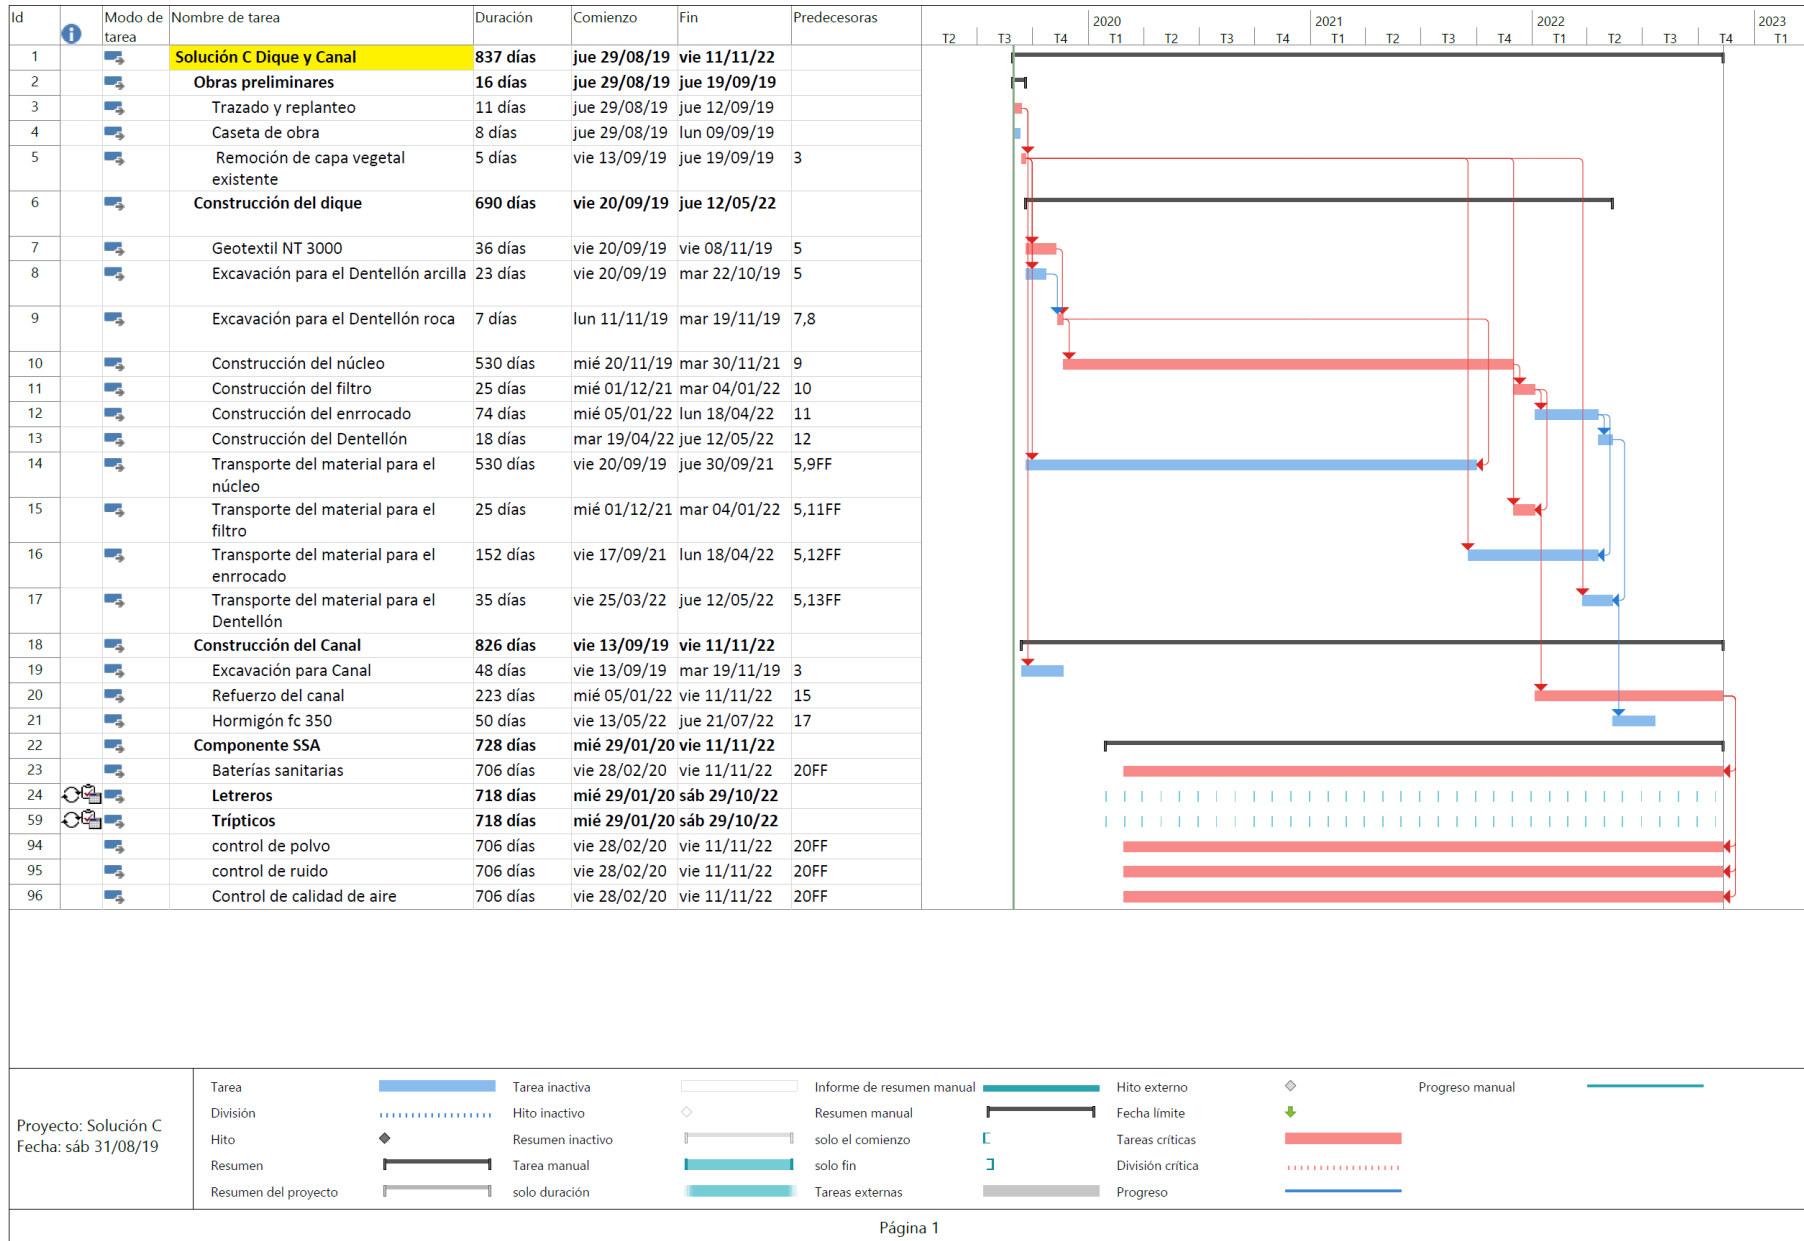 Id Modo de tarea Nombre de tarea Duración Comienzo Fin Predecesoras
2020 2021 2022 2023
T2 T3 T4 T1 T2 T3 T4 T1 T2 T3 T4 T1 T2 T3 T4 T1
1 Solución C Dique y Canal 837 días jue 29/08/19 vie 11/11/22
2 Obras preliminares 16 días jue 29/08/19 jue 19/09/19
3 Trazado y replanteo 11 días jue 29/08/19 jue 12/09/19
4 Caseta de obra 8 días jue 29/08/19 lun 09/09/19
5 Remoción de capa vegetal 5 días vie 13/09/19 jue 19/09/19 3
existente
6 Construcción del dique 690 días vie 20/09/19 jue 12/05/22
7 Geotextil NT 3000 36 días vie 20/09/19 vie 08/11/19 5
8 Excavación para el Dentellón arcilla 23 días vie 20/09/19 mar 22/10/19 5
9 Excavación para el Dentellón roca 7 días lun 11/11/19 mar 19/11/19 7,8
10 Construcción del núcleo 530 días mié 20/11/19 mar 30/11/21 9
11 Construcción del filtro 25 días mié 01/12/21 mar 04/01/22 10
12 Construcción del enrrocado 74 días mié 05/01/22 lun 18/04/22 11
13 Construcción del Dentellón 18 días mar 19/04/22 jue 12/05/22 12
14 Transporte del material para el 530 días vie 20/09/19 jue 30/09/21 5,9FF
núcleo
15 Transporte del material para el 25 días mié 01/12/21 mar 04/01/22 5,11FF
filtro
16 Transporte del material para el 152 días vie 17/09/21 lun 18/04/22 5,12FF
enrrocado
17 Transporte del material para el 35 días vie 25/03/22 jue 12/05/22 5,13FF
Dentellón
18 Construcción del Canal 826 días vie 13/09/19 vie 11/11/22
19 Excavación para Canal 48 días vie 13/09/19 mar 19/11/19 3
20 Refuerzo del canal 223 días mié 05/01/22 vie 11/11/22 15
21 Hormigón fc 350 50 días vie 13/05/22 jue 21/07/22 17
22 Componente SSA 728 días mié 29/01/20 vie 11/11/22
23 Baterías sanitarias 706 días vie 28/02/20 vie 11/11/22 20FF
24 Letreros 718 días mié 29/01/20 sáb 29/10/22
59 Trípticos 718 días mié 29/01/20 sáb 29/10/22
94 control de polvo 706 días vie 28/02/20 vie 11/11/22 20FF
95 control de ruido 706 días vie 28/02/20 vie 11/11/22 20FF
96 Control de calidad de aire 706 días vie 28/02/20 vie 11/11/22 20FF
Proyecto: Solución C
Fecha: sáb 31/08/19
Tarea Tarea inactiva Informe de resumen manual Hito externo Progreso manual
División Hito inactivo Resumen manual Fecha límite
Hito Resumen inactivo solo el comienzo Tareas críticas
Resumen Tarea manual solo fin División crítica
Resumen del proyecto solo duración Tareas externas Progreso
Página 1